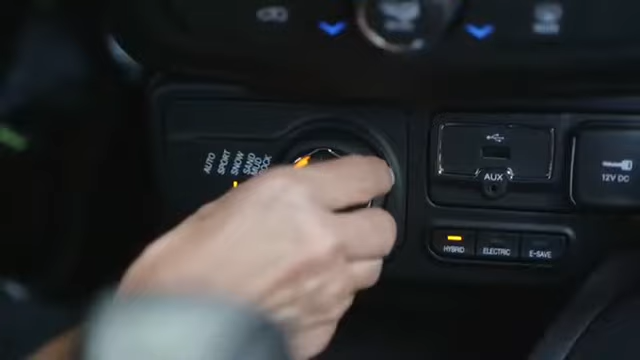 AUTO
SPORT
SNOW
SAND
MUD
AUX
12V DC
HYBRID
ELECTRIC
E-SAVE